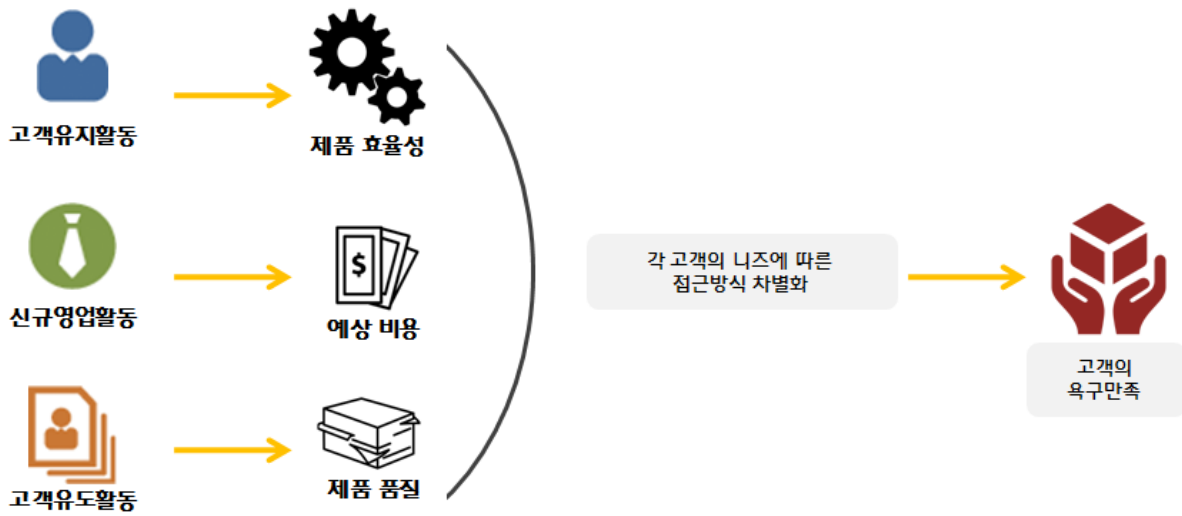 고객유지활동
제품 효율성
신규영업활동
$
예상 비용
고객유도활동
제품 품질
각 고객의 니즈에 따른
접근방식 차별화
고객의
욕구만족